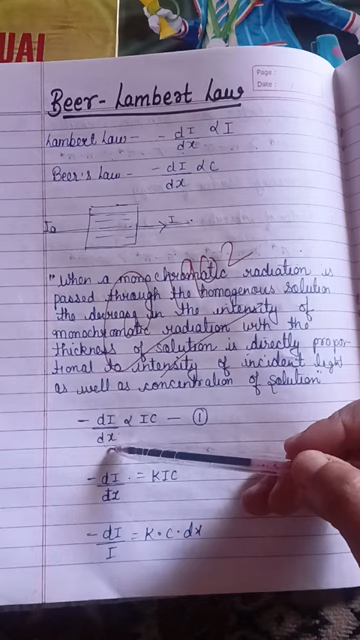 UAL
Page :
Date :
Beer-Lambert Law
Lambert Law- - dI/dx ∝ I
Beer's Law- - dI/dx ∝ C
I₀ I
"When a monochromatic radiation is
passed through the homogenous solution
the decrease in the intensity of
monochromatic radiation with the
thickness of solution is directly propor
tional to intensity of incident light
as well as concentration of solution"
- dI/dx ∝ IC - ①
- dI/dx = KIC
- dI/I = K·C·dx